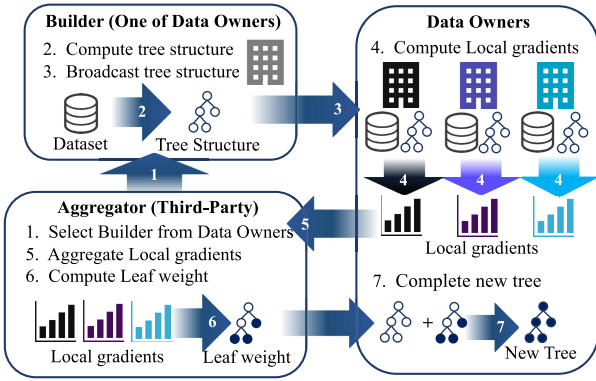 Builder (One of Data Owners)
2. Compute tree structure
3. Broadcast tree structure
2
Dataset
Tree Structure
3
1
Data Owners
4. Compute Local gradients
4
4
4
Local gradients
5
Aggregator (Third-Party)
1. Select Builder from Data Owners
5. Aggregate Local gradients
6. Compute Leaf weight
6
Local gradients
Leaf weight
7. Complete new tree
+
7
New Tree